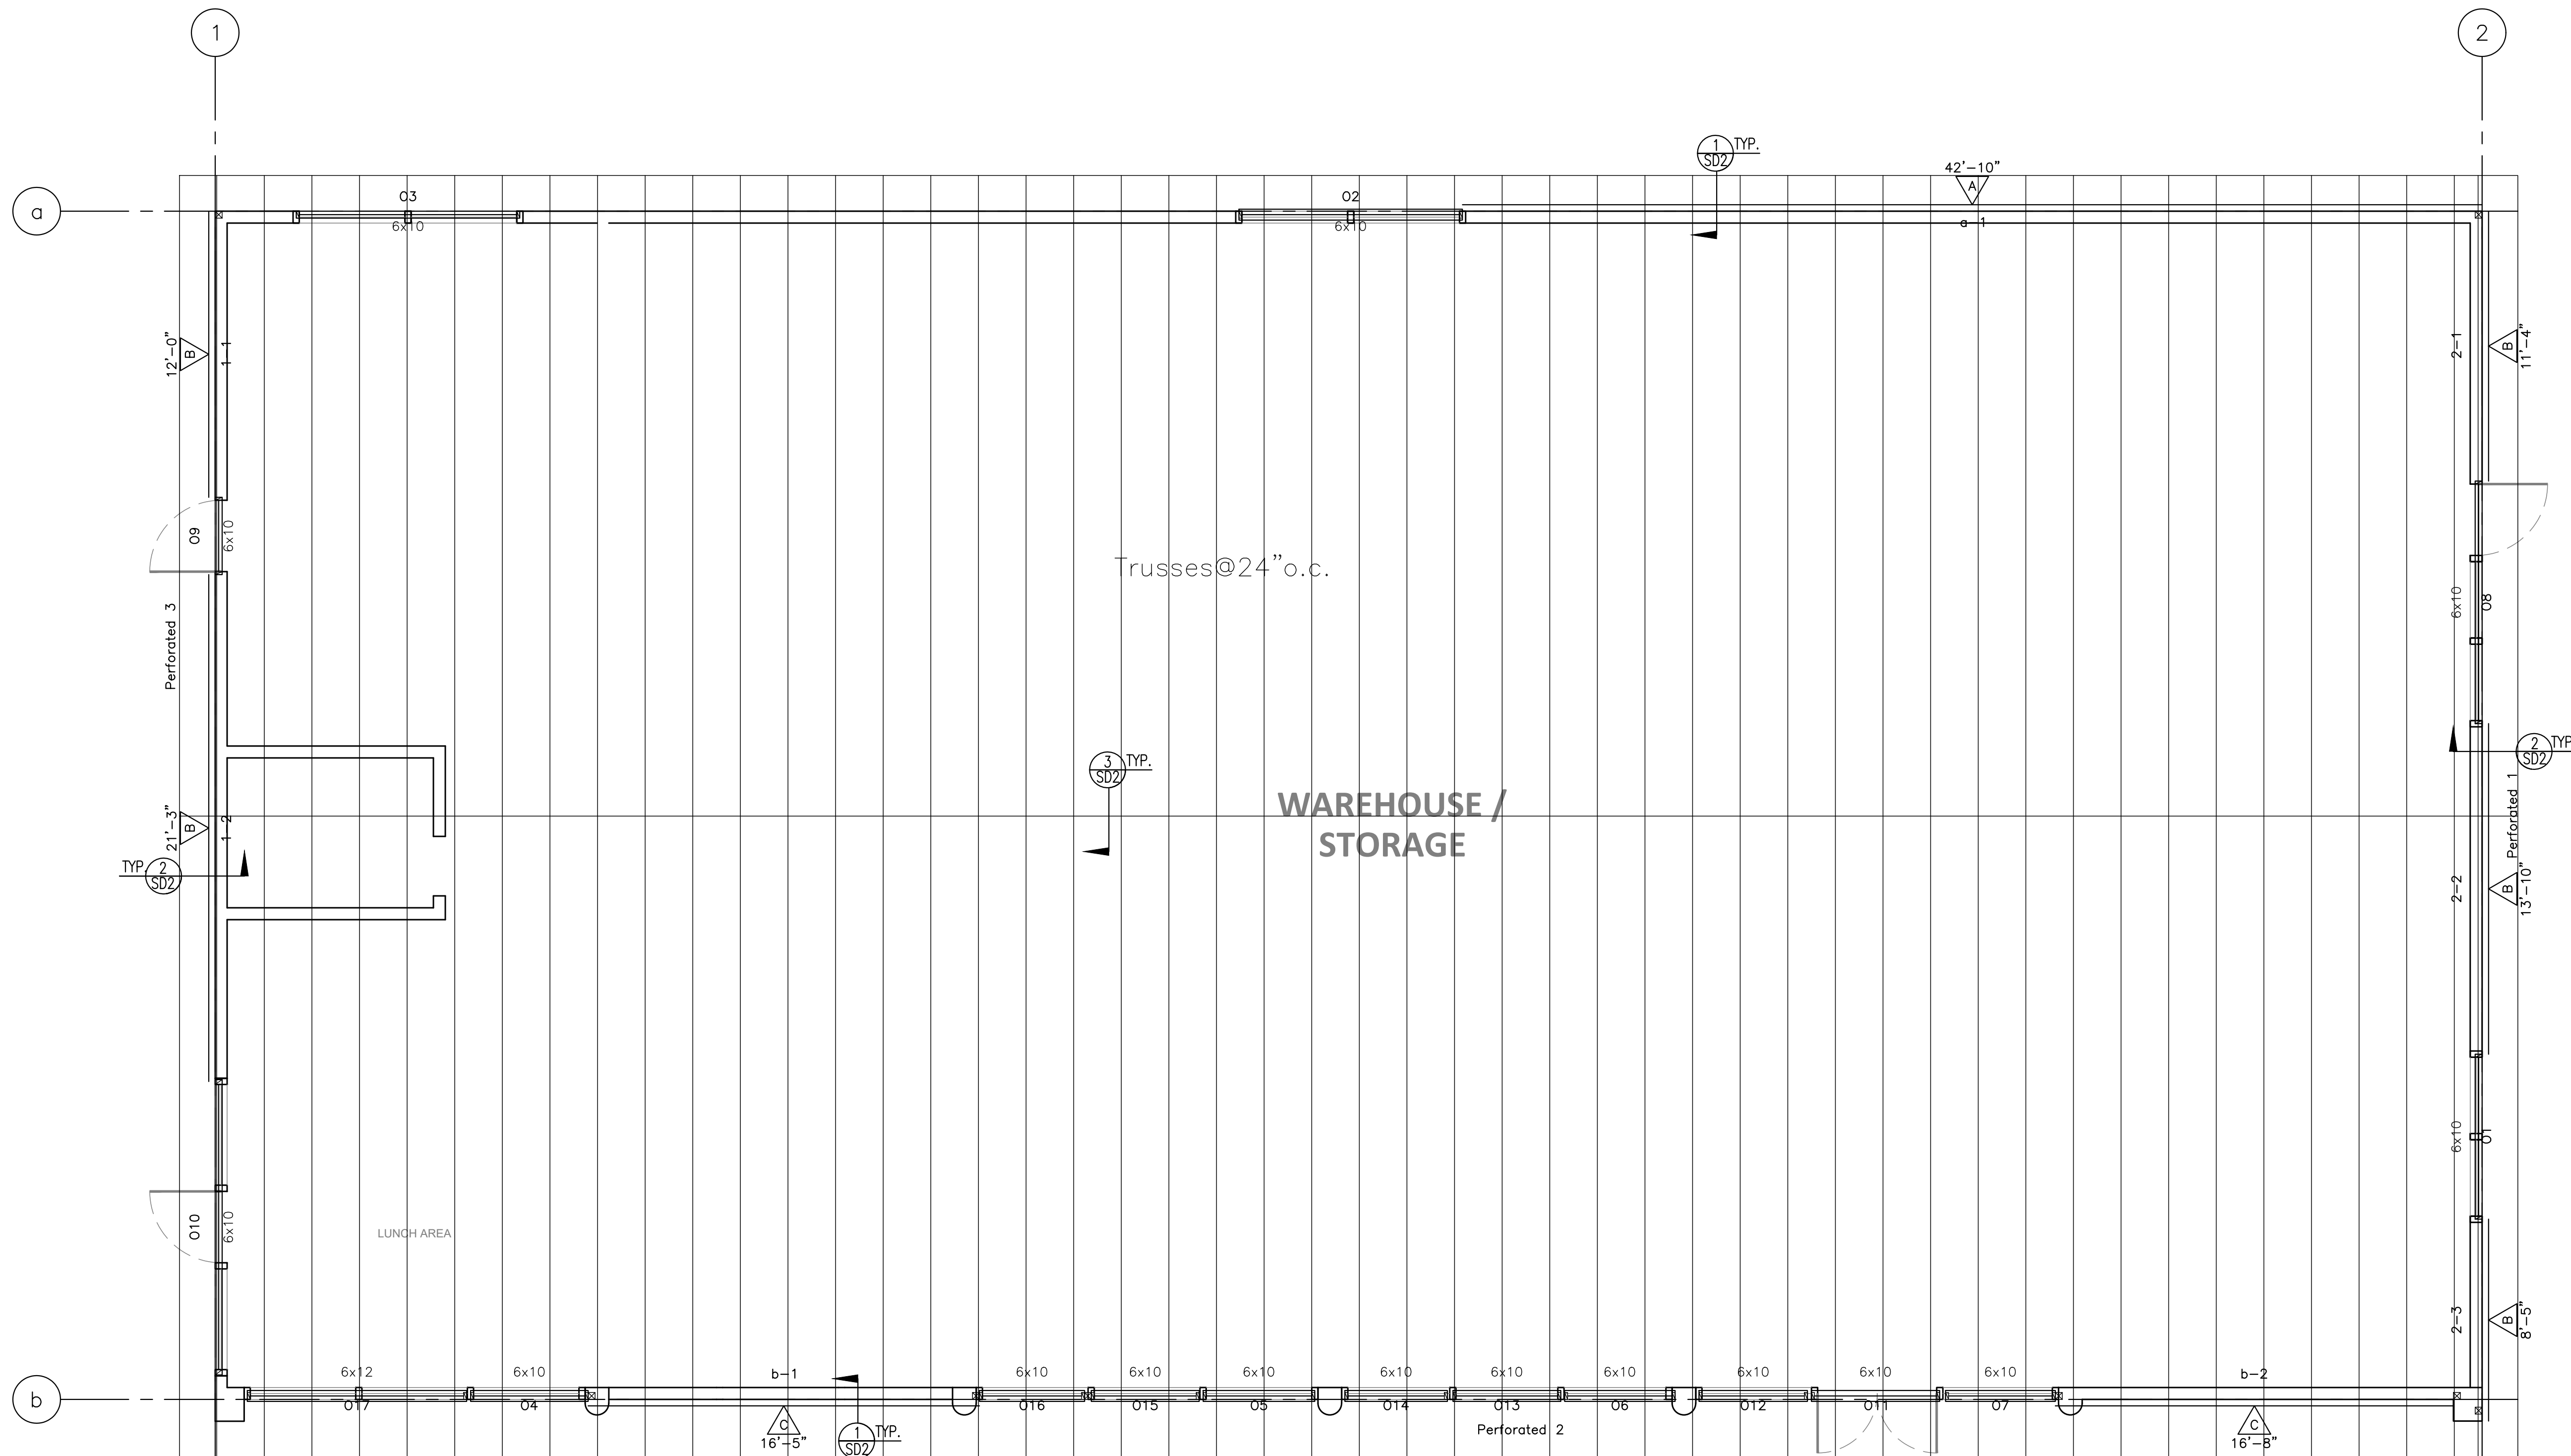 1
2
1 TYP.
SD2
42'-10"
A
a
O3
6x10
O2
6x10
a-1
12'-0"
B
1-1
2-1
B
11'-4"
O9
6x10
Trusses@24"o.c.
6x10
O8
Perforated 3
3 TYP.
SD2
2 TYP
SD2
WAREHOUSE /
STORAGE
Perforated 1
21'-3"
B
1-2
TYP. 2
SD2
2-2
B
13'-10"
6x10
O1
O10
6x10
LUNCH AREA
2-3
B
8'-5"
b
6x12
O17
6x10
O4
b-1
C
16'-5"
1 TYP.
SD2
6x10
O16
6x10
O15
6x10
O5
6x10
O14
6x10
O13
6x10
O6
Perforated 2
6x10
O12
6x10
O11
6x10
O7
b-2
C
16'-8"